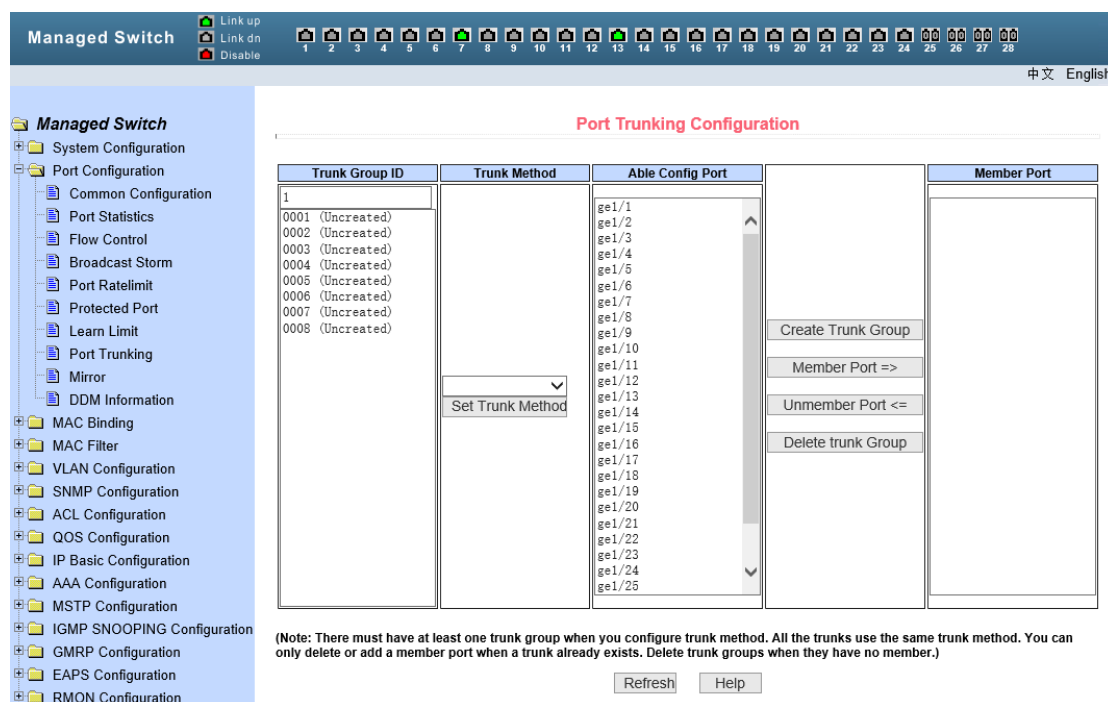 Managed Switch
Link up
Link dn
Disable
1 2 3 4 5 6 7 8 9 10 11 12 13 14 15 16 17 18 19 20 21 22 23 24 25 26 27 28
中文 English
Managed Switch
System Configuration
Port Configuration
Common Configuration
Port Statistics
Flow Control
Broadcast Storm
Port Ratelimit
Protected Port
Learn Limit
Port Trunking
Mirror
DDM Information
MAC Binding
MAC Filter
VLAN Configuration
SNMP Configuration
ACL Configuration
QOS Configuration
IP Basic Configuration
AAA Configuration
MSTP Configuration
IGMP SNOOPING Configuration
GMRP Configuration
EAPS Configuration
RMON Configuration
Port Trunking Configuration
Trunk Group ID
1
0001 (Uncreated)
0002 (Uncreated)
0003 (Uncreated)
0004 (Uncreated)
0005 (Uncreated)
0006 (Uncreated)
0007 (Uncreated)
0008 (Uncreated)
Trunk Method
Set Trunk Method
Able Config Port
ge1/1
ge1/2
ge1/3
ge1/4
ge1/5
ge1/6
ge1/7
ge1/8
ge1/9
ge1/10
ge1/11
ge1/12
ge1/13
ge1/14
ge1/15
ge1/16
ge1/17
ge1/18
ge1/19
ge1/20
ge1/21
ge1/22
ge1/23
ge1/24
ge1/25
Create Trunk Group
Member Port =>
Unmember Port <=
Delete trunk Group
Member Port
(Note: There must have at least one trunk group when you configure trunk method. All the trunks use the same trunk method. You can
only delete or add a member port when a trunk already exists. Delete trunk groups when they have no member.)
Refresh Help